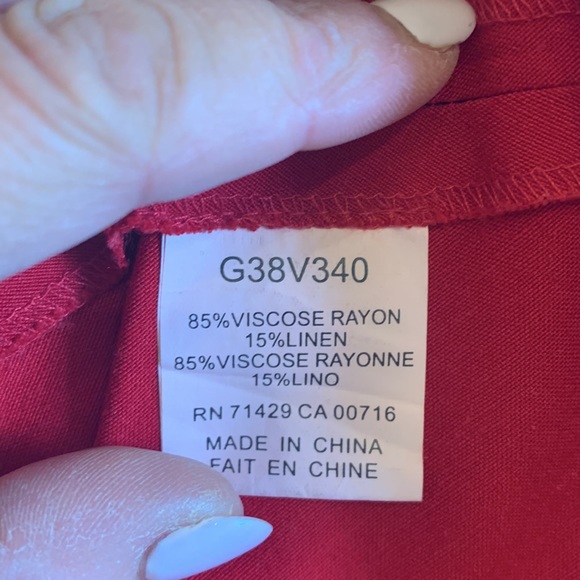 G38V340
85%VISCOSE RAYON
15%LINEN
85%VISCOSE RAYONNE
15%LINO
RN 71429 CA 00716
MADE IN CHINA
FAIT EN CHINE